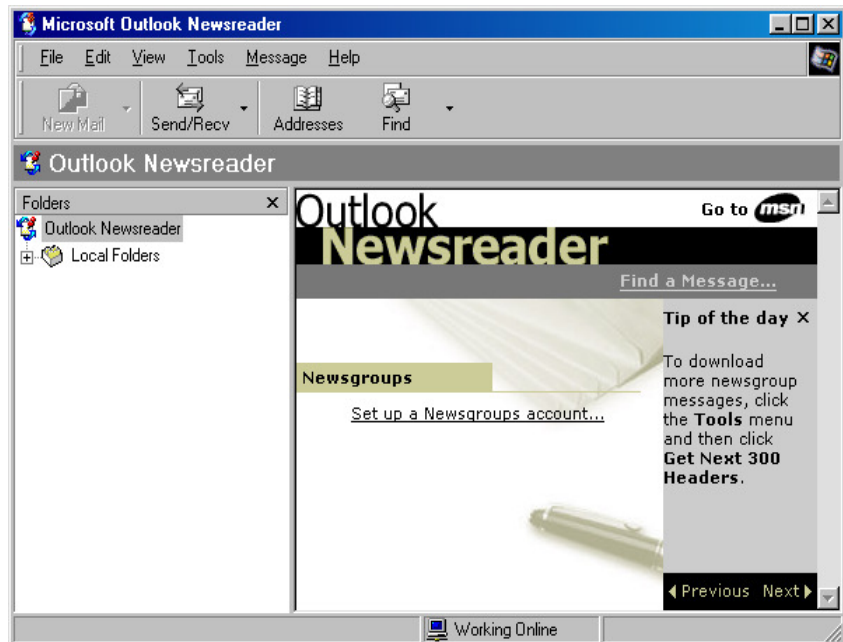 Microsoft Outlook Newsreader
File Edit View Tools Message Help
New Mail Send/Recv Addresses Find
Outlook Newsreader
Folders
Outlook Newsreader
Local Folders
Outlook
Newsreader
Go to msn
Find a Message...
Newsgroups
Set up a Newsgroups account...
Tip of the day
To download
more newsgroup
messages, click
the Tools menu
and then click
Get Next 300
Headers.
Previous Next
Working Online